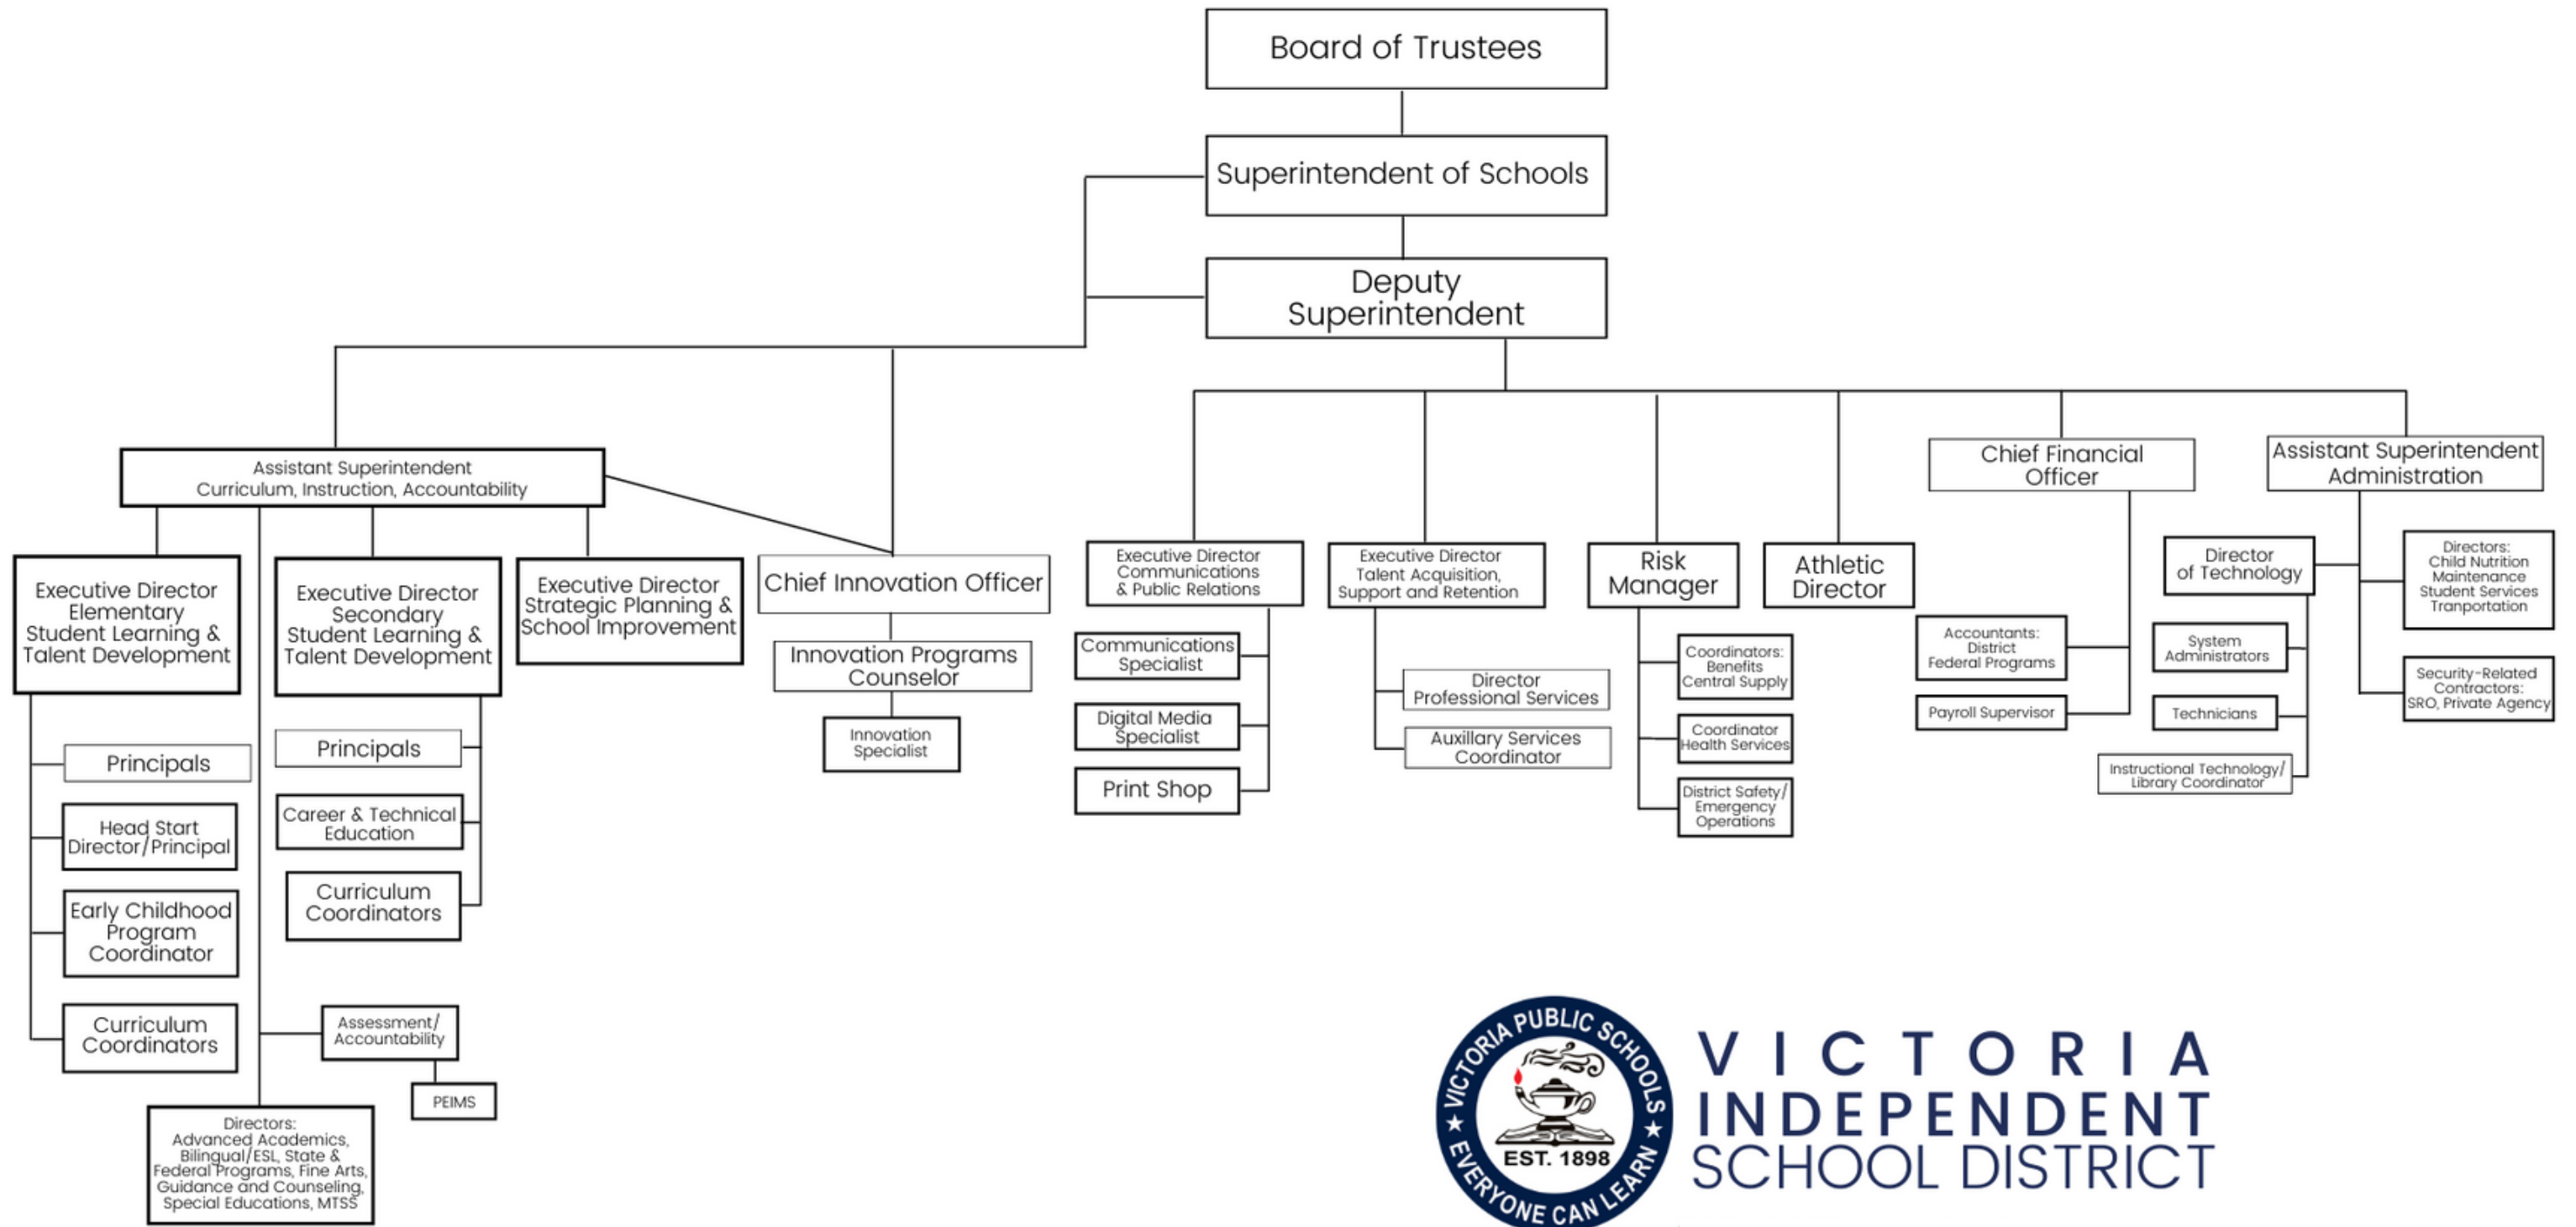 Board of Trustees
Superintendent of Schools
Deputy
Superintendent
Assistant Superintendent
Curriculum, Instruction, Accountability
Executive Director
Elementary
Student Learning &
Talent Development
Principals
Head Start
Director/Principal
Early Childhood
Program
Coordinator
Curriculum
Coordinators
Executive Director
Secondary
Student Learning &
Talent Development
Principals
Career & Technical
Education
Curriculum
Coordinators
Assessment/
Accountability
PEIMS
Directors:
Advanced Academics,
Bilingual/ESL, State &
Federal Programs, Fine Arts,
Guidance and Counseling,
Special Educations, MTSS
Executive Director
Strategic Planning &
School Improvement
Chief Innovation Officer
Innovation Programs
Counselor
Innovation
Specialist
Executive Director
Communications
& Public Relations
Communications
Specialist
Digital Media
Specialist
Print Shop
Executive Director
Talent Acquisition,
Support and Retention
Director
Professional Services
Auxillary Services
Coordinator
Risk
Manager
Coordinators:
Benefits
Central Supply
Coordinator
Health Services
District Safety/
Emergency
Operations
Athletic
Director
Chief Financial
Officer
Accountants:
District
Federal Programs
Payroll Supervisor
Assistant Superintendent
Administration
Director
of Technology
System
Administrators
Technicians
Instructional Technology/
Library Coordinator
Directors:
Child Nutrition
Maintenance
Student Services
Tranportation
Security-Related
Contractors:
SRO, Private Agency
VICTORIA PUBLIC SCHOOLS
EST. 1898
EVERYONE CAN LEARN
VICTORIA
INDEPENDENT
SCHOOL DISTRICT